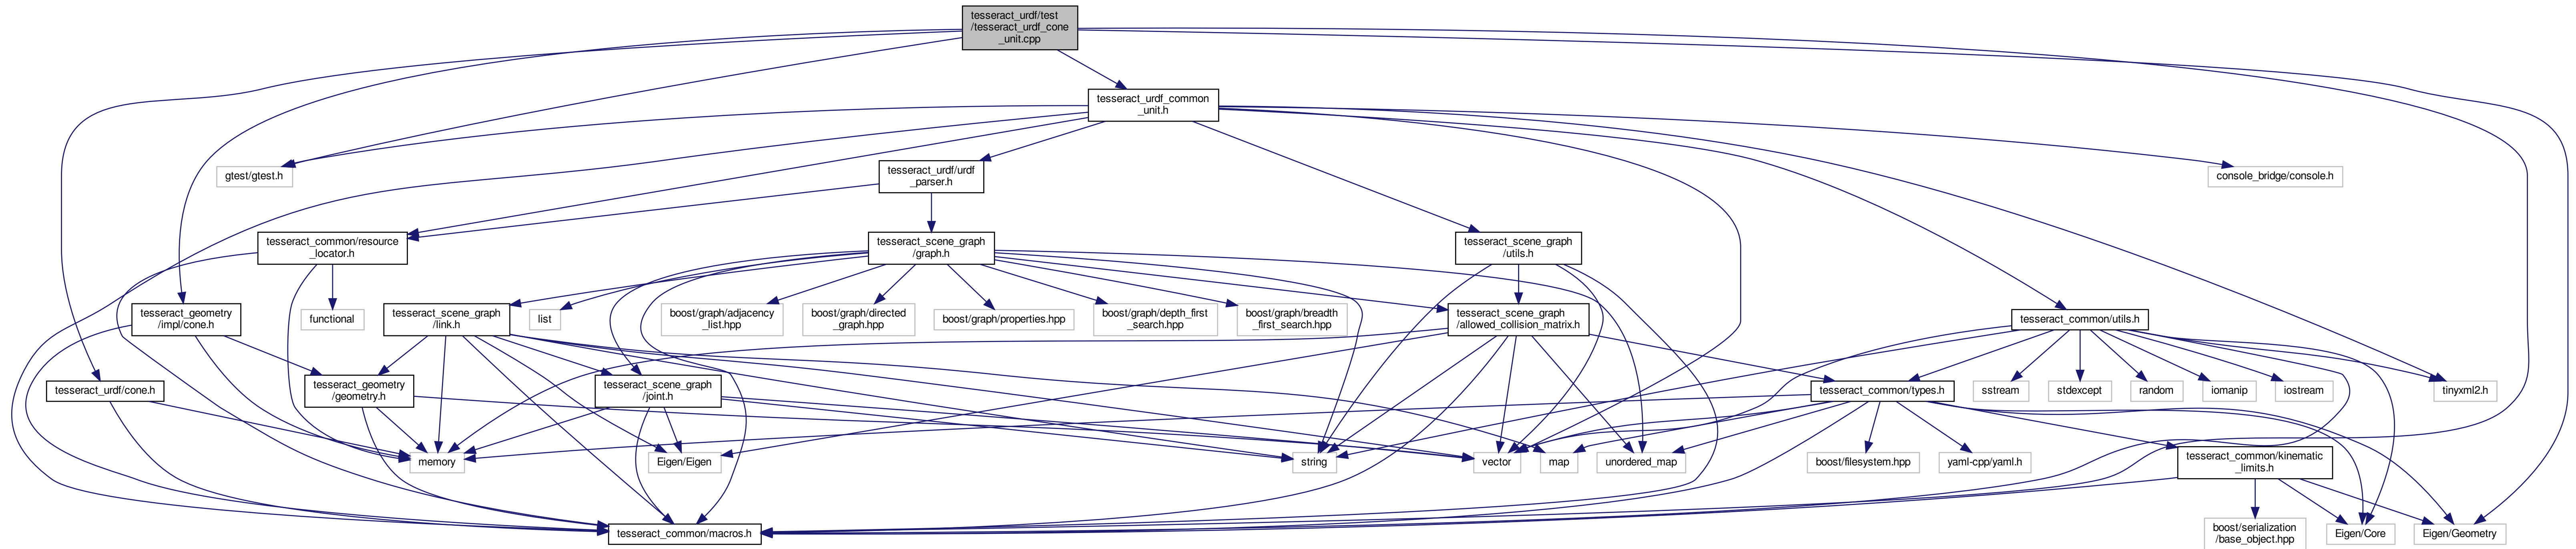 tesseract_urdf/test
/tesseract_urdf_cone
_unit.cpp
tesseract_urdf_common
_unit.h
gtest/gtest.h
tesseract_urdf/urdf
_parser.h
console_bridge/console.h
tesseract_common/resource
_locator.h
tesseract_scene_graph
/graph.h
tesseract_scene_graph
/utils.h
tesseract_geometry
/impl/cone.h
functional
tesseract_scene_graph
/link.h
list
boost/graph/adjacency
_list.hpp
boost/graph/directed
_graph.hpp
boost/graph/properties.hpp
boost/graph/depth_first
_search.hpp
boost/graph/breadth
_first_search.hpp
tesseract_scene_graph
/allowed_collision_matrix.h
tesseract_common/utils.h
tesseract_urdf/cone.h
tesseract_geometry
/geometry.h
tesseract_scene_graph
/joint.h
tesseract_common/types.h
sstream
stdexcept
random
iomanip
iostream
tinyxml2.h
memory
Eigen/Eigen
string
vector
map
unordered_map
boost/filesystem.hpp
yaml-cpp/yaml.h
tesseract_common/kinematic
_limits.h
tesseract_common/macros.h
boost/serialization
/base_object.hpp
Eigen/Core
Eigen/Geometry